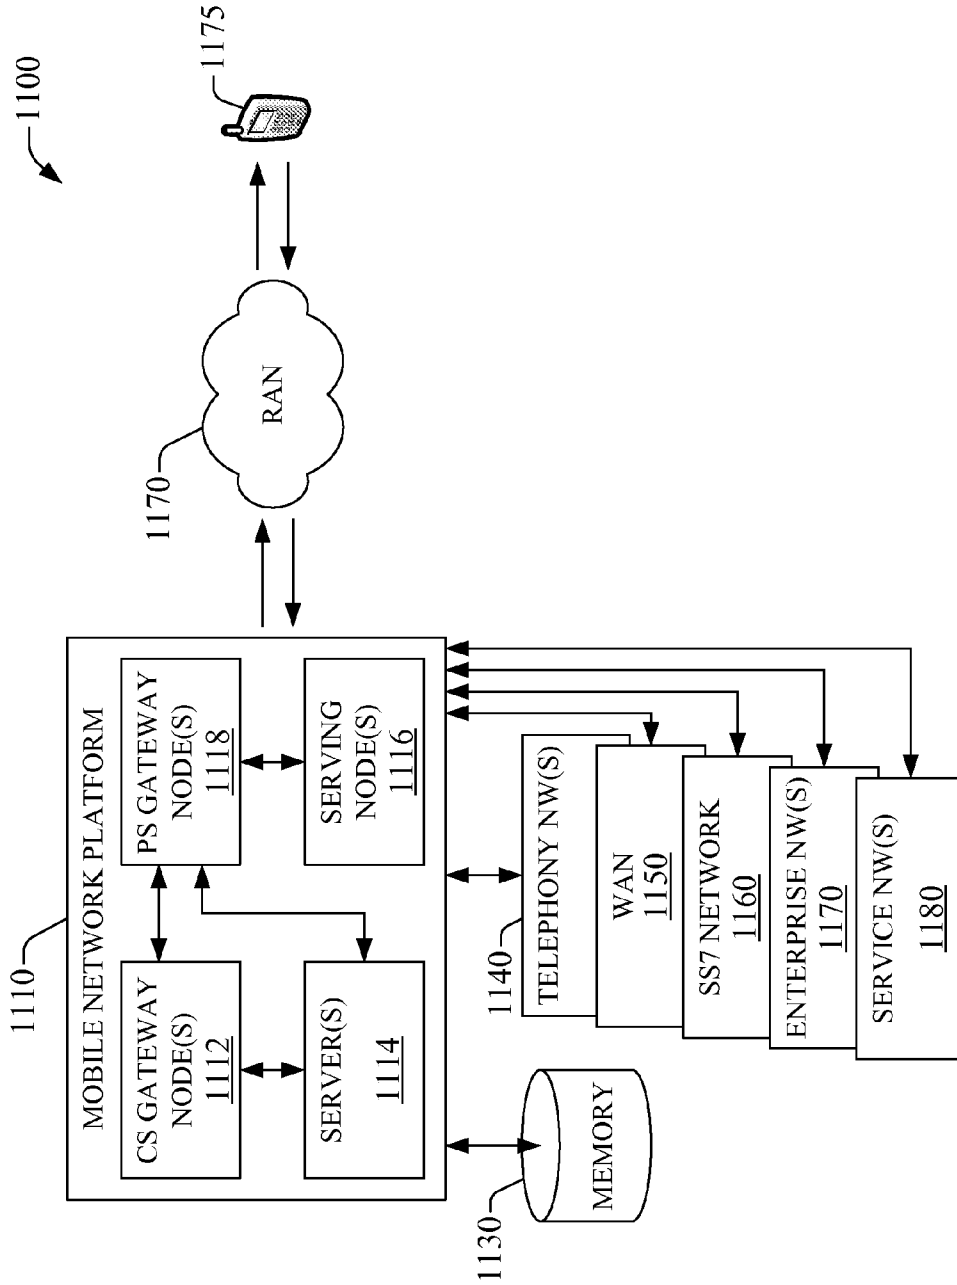 1100
1110
MOBILE NETWORK PLATFORM
CS GATEWAY
NODE(S)
1112
PS GATEWAY
NODE(S)
1118
SERVER(S)
1114
SERVING
NODE(S)
1116
1170
RAN
1175
1130
MEMORY
1140
TELEPHONY NW(S)
WAN
1150
SS7 NETWORK
1160
ENTERPRISE NW(S)
1170
SERVICE NW(S)
1180